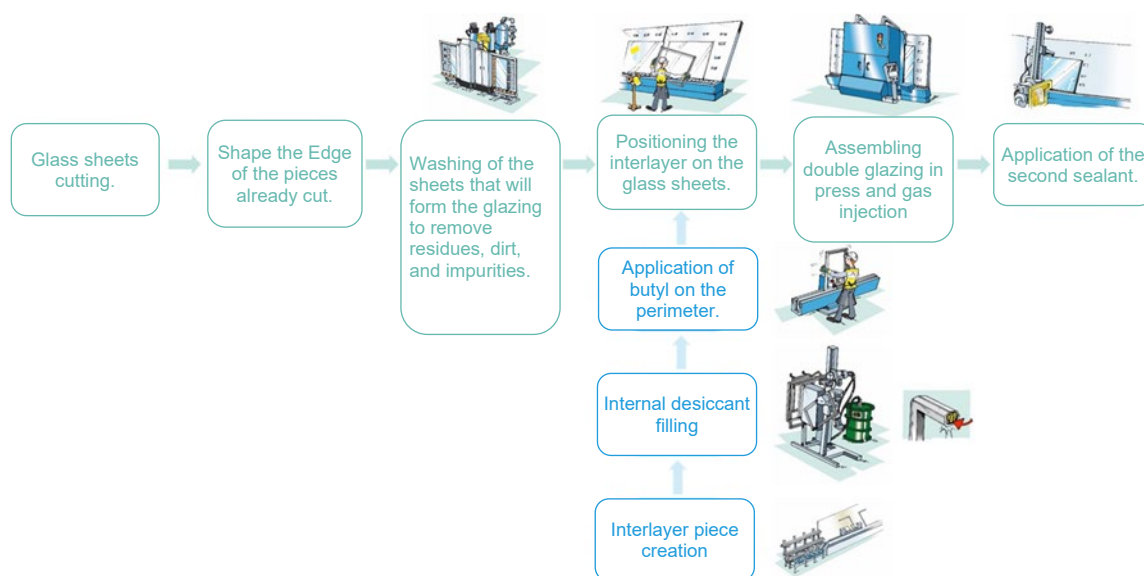 Glass sheets
cutting.
Shape the Edge
of the pieces
already cut.
Washing of the
sheets that will
form the glazing
to remove
residues, dirt,
and impurities.
Positioning the
interlayer on the
glass sheets.
Assembling
double glazing in
press and gas
injection
Application of the
second sealant.
Application of
butyl on the
perimeter.
Internal desiccant
filling
Interlayer piece
creation